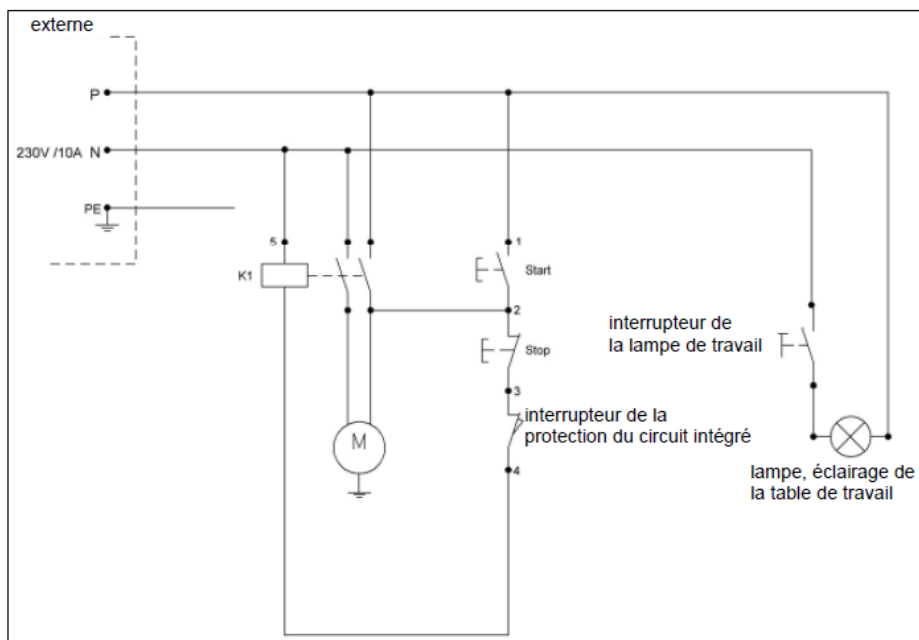 externe
P
230V /10A N
PE
5
1
K1
Start
2
interrupteur de
la lampe de travail
Stop
3
interrupteur de la
protection du circuit intégré
M
4
lampe, éclairage de
la table de travail